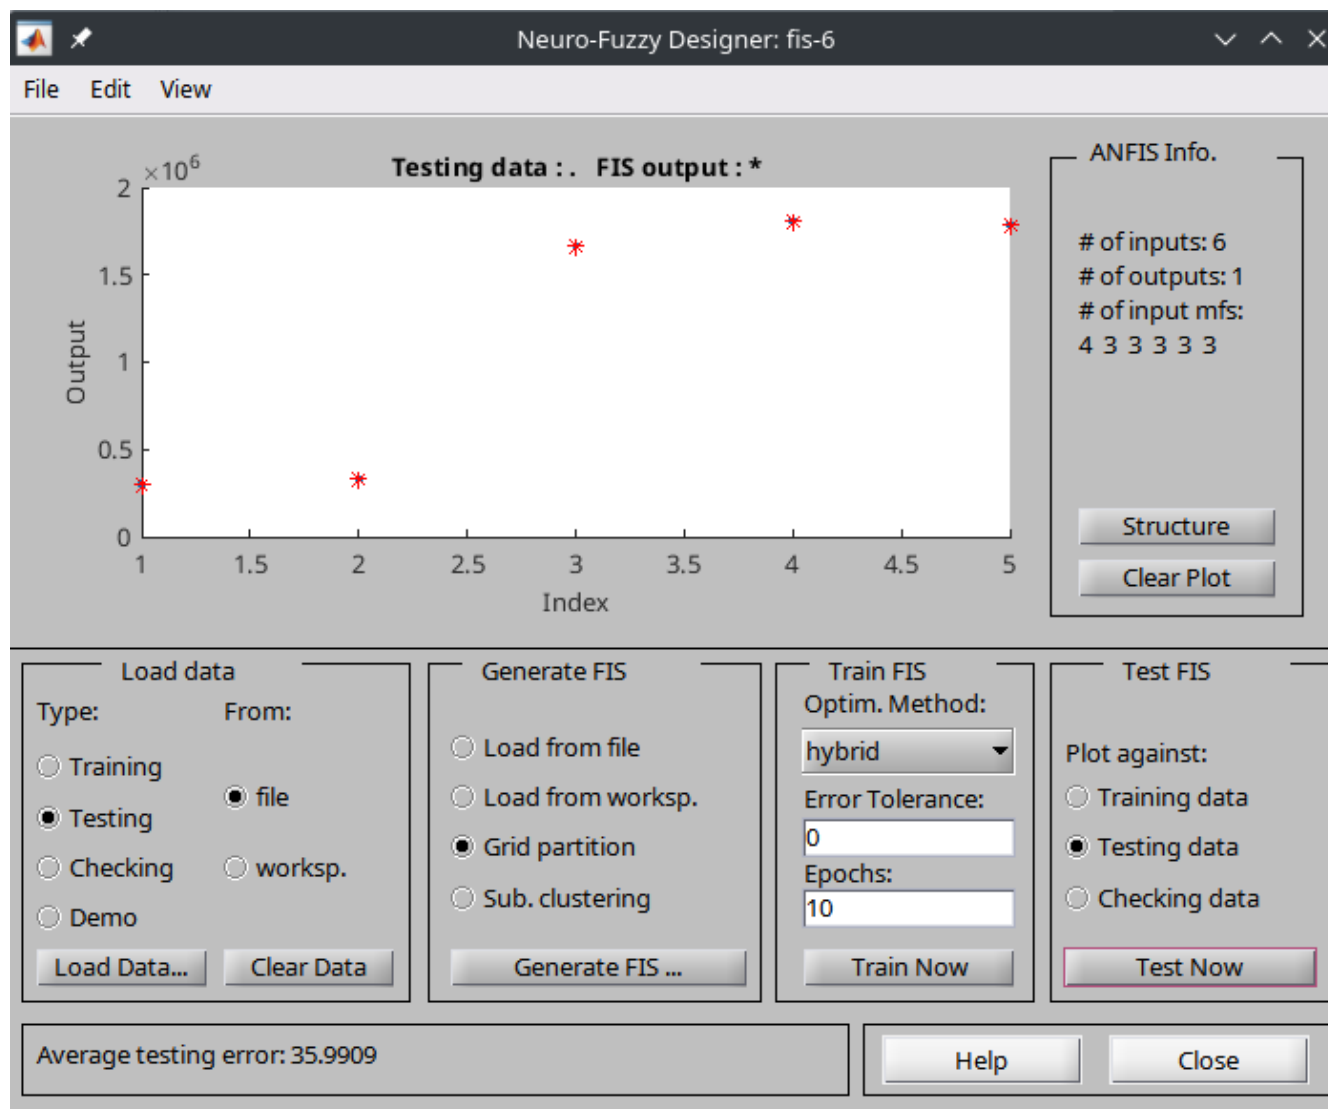 Neuro-Fuzzy Designer: fis-6
File Edit View
×10⁶
Testing data : . FIS output : *
2
1.5
1
0.5
0
Output
1 1.5 2 2.5 3 3.5 4 4.5 5
Index
ANFIS Info.
# of inputs: 6
# of outputs: 1
# of input mfs:
4 3 3 3 3 3
Structure
Clear Plot
Load data
Type: From:
Training
file
Testing
Checking
worksp.
Demo
Load Data... Clear Data
Generate FIS
Load from file
Load from worksp.
Grid partition
Sub. clustering
Generate FIS ...
Train FIS
Optim. Method:
hybrid
Error Tolerance:
0
Epochs:
10
Train Now
Test FIS
Plot against:
Training data
Testing data
Checking data
Test Now
Average testing error: 35.9909
Help
Close